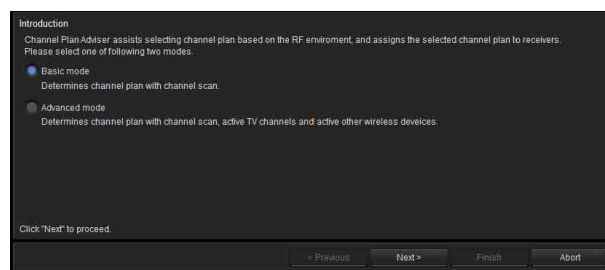 Introduction
Channel Plan Adviser assists selecting channel plan based on the RF enviroment, and assigns the selected channel plan to receivers.
Please select one of following two modes.
Basic mode
Determines channel plan with channel scan.
Advanced mode
Determines channel plan with channel scan, active TV channels and active other wireless deveices.
Click "Next" to proceed.
< Previous Next > Finish Abort